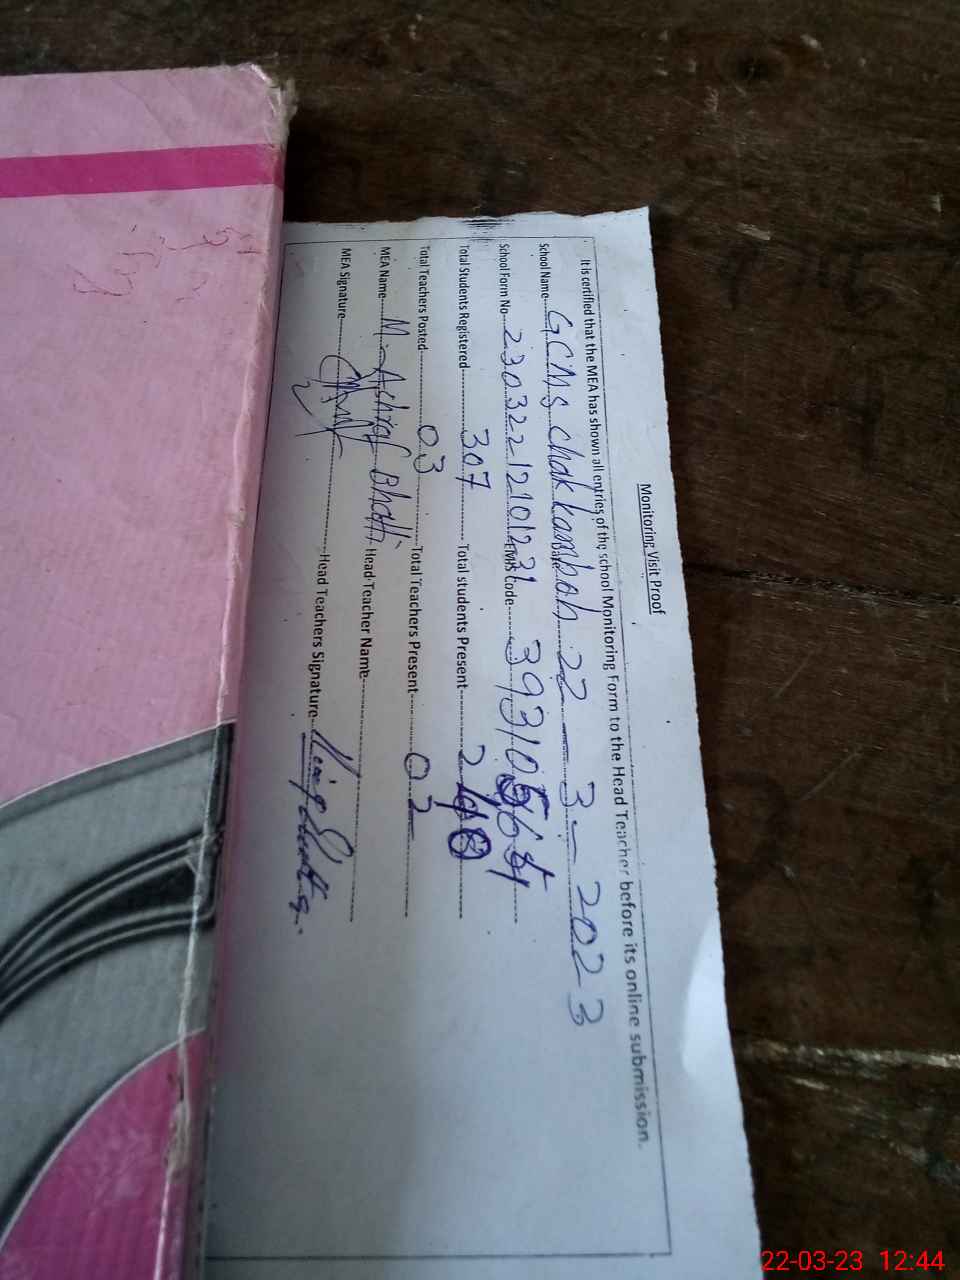 Monitoring Visit Proof
It is certified that the MEA has shown all entries of the school Monitoring Form to the Head Teacher before its online submission.
School Name GCMS chak kamboh Date 22-3-2023
School Form No 23032212101231 EMIS Code 39310564
Total Students Registered 307 Total students Present 240
Total Teachers Posted 03 Total Teachers Present 02
MEA Name M. Ashraf Bhatti Head Teacher Name
MEA Signature Head Teachers Signature
22-03-23 12:44